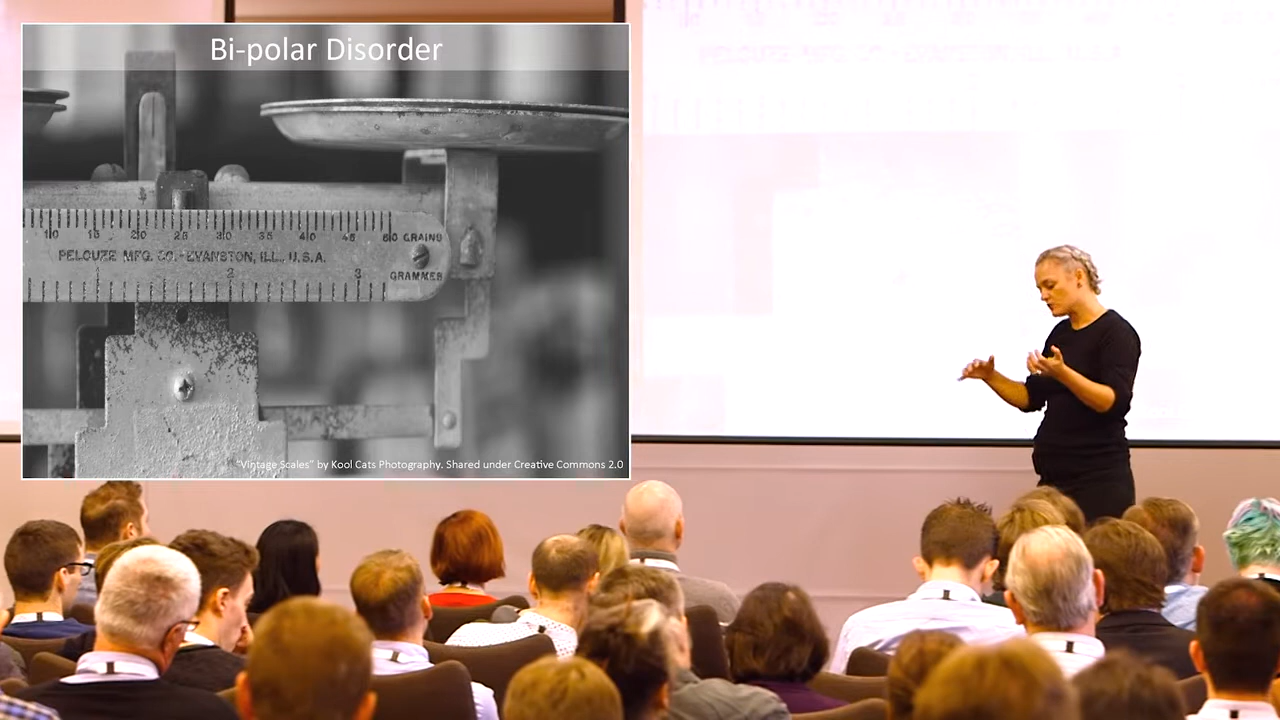 Bi-polar Disorder
10 15 20 25 30 35 40 45 60 GRAINS
PELOUZE MFG. CO.-EVANSTON, ILL., U.S.A.
1 2 3 GRAMMES
"Vintage Scales" by Kool Cats Photography. Shared under Creative Commons 2.0